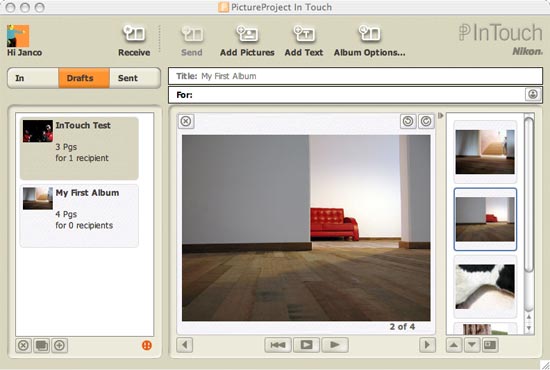 PictureProject In Touch
Hi Janco
Receive
Send
Add Pictures
Add Text
Album Options...
InTouch
Nikon
In
Drafts
Sent
Title: My First Album
For:
InTouch Test
3 Pgs
for 1 recipient
My First Album
4 Pgs
for 0 recipients
2 of 4